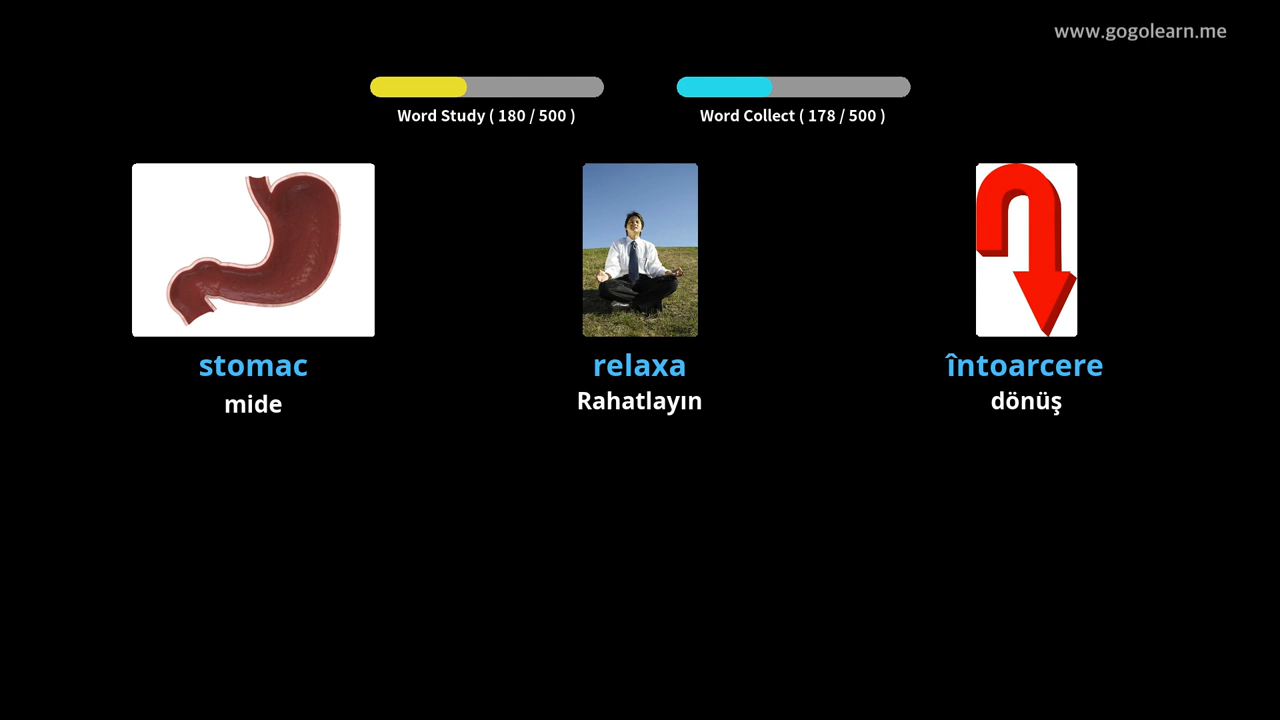 www.gogolearn.me
Word Study ( 180 / 500 )
Word Collect ( 178 / 500 )
stomac
mide
relaxa
Rahatlayın
întoarcere
dönüş